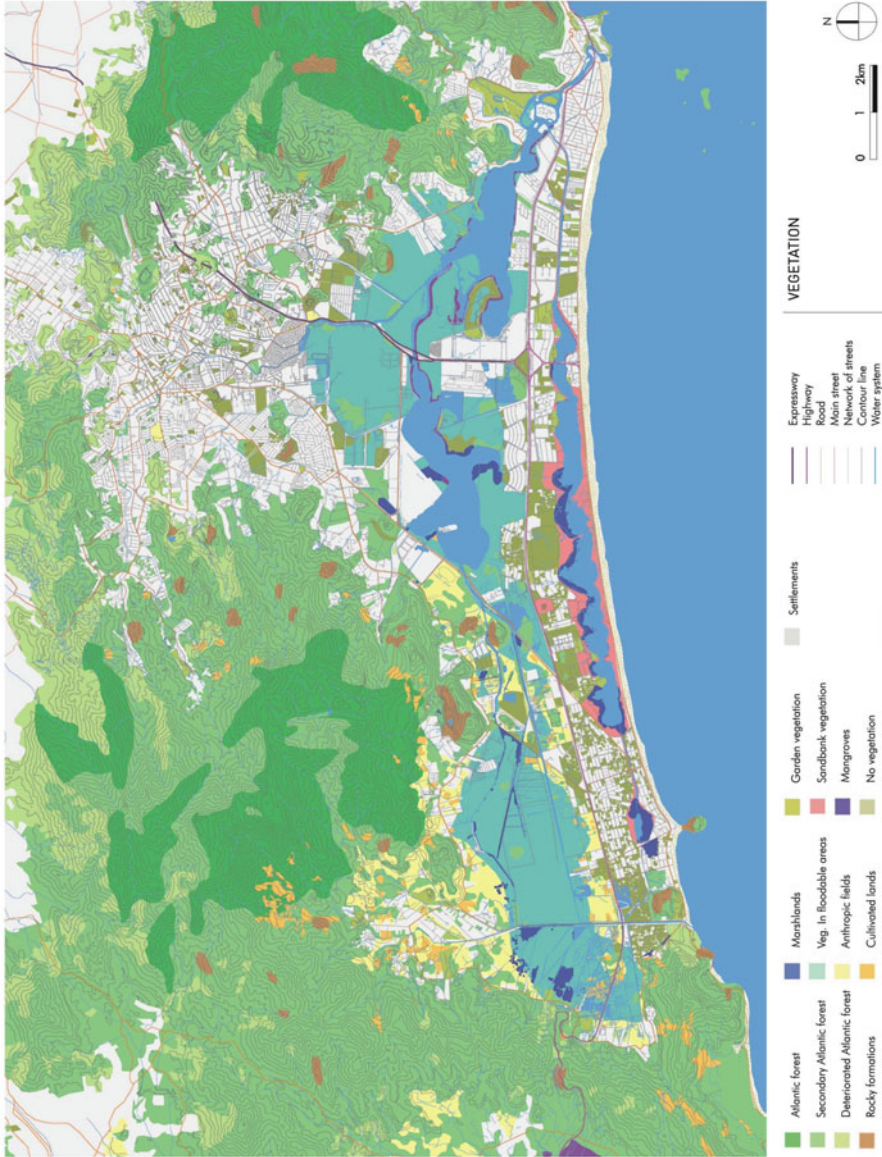 N
0 1 2km
VEGETATION
Atlantic forest
Secondary Atlantic forest
Deteriorated Atlantic forest
Rocky formations
Marshlands
Veg. In floodable areas
Anthropic fields
Cultivated lands
Garden vegetation
Sandbank vegetation
Mangroves
No vegetation
Settlements
Expressway
Highway
Road
Main street
Network of streets
Contour line
Water system